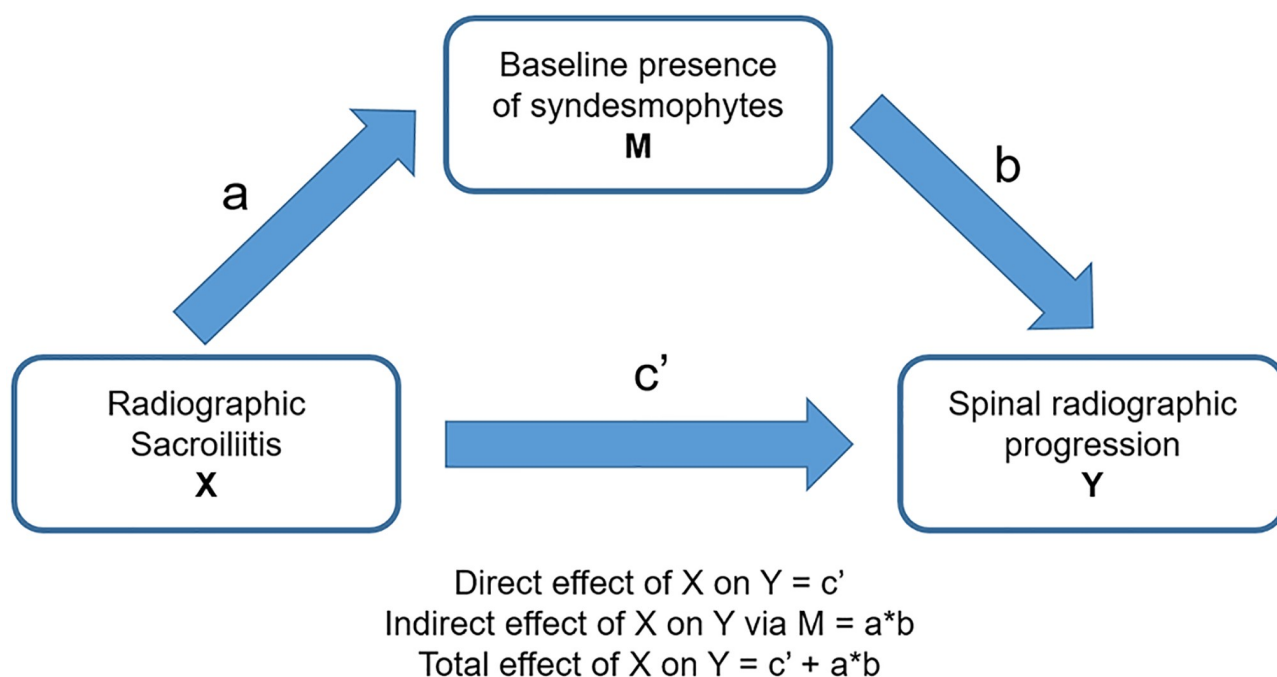 Baseline presence
of syndesmophytes
M
a
b
c’
Radiographic
Sacroiliitis
X
Spinal radiographic
progression
Y
Direct effect of X on Y = c’
Indirect effect of X on Y via M = a*b
Total effect of X on Y = c’ + a*b